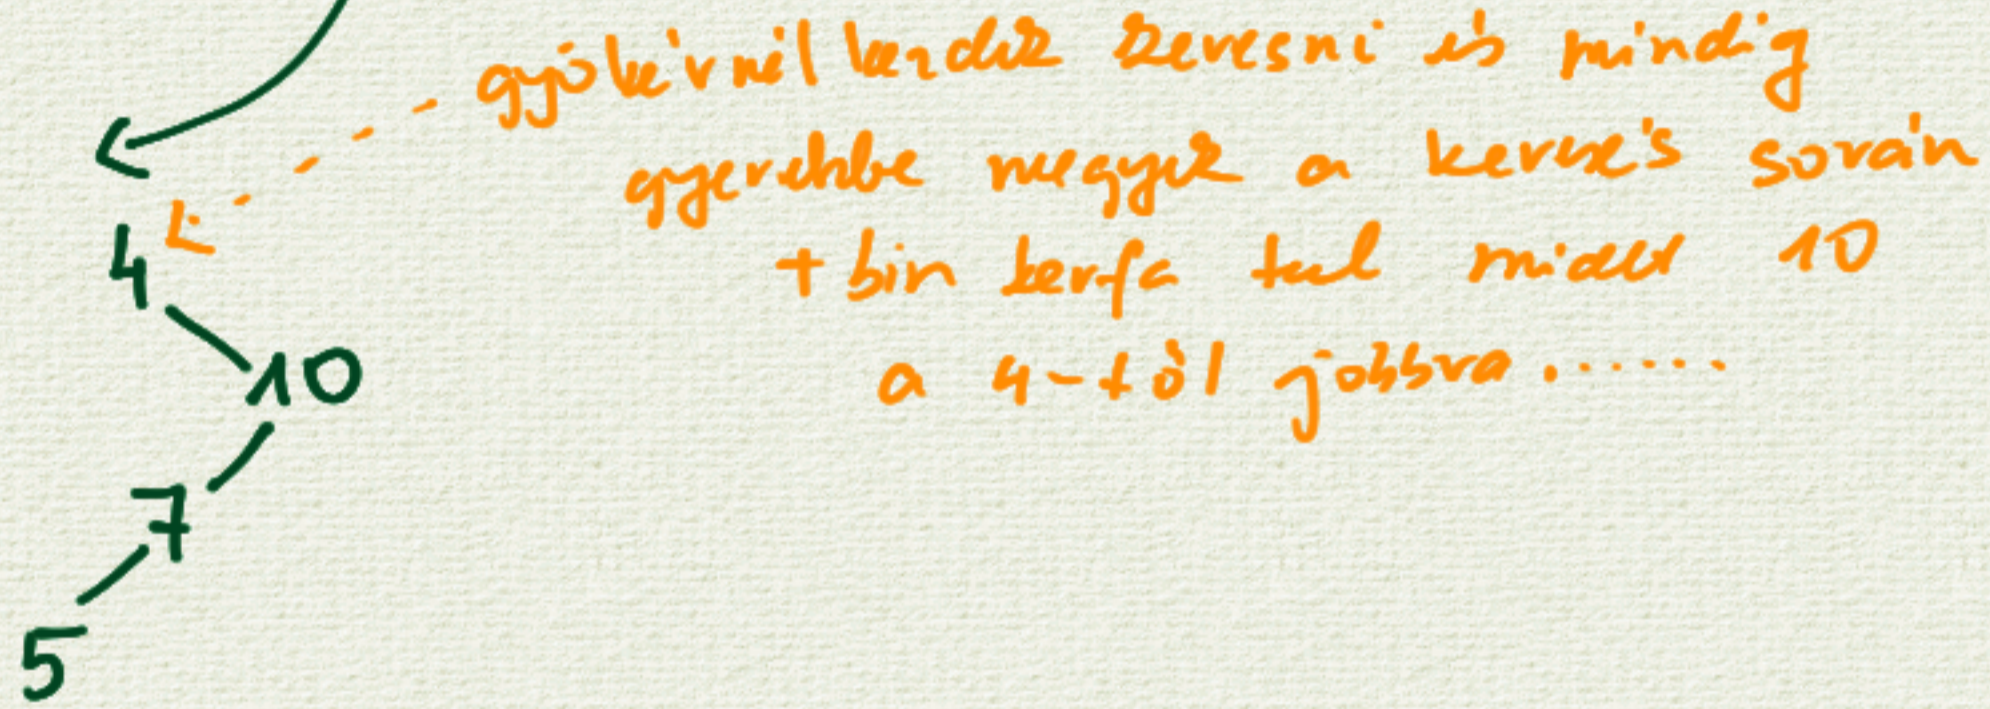 gyökérnél kezdek keresni és mindig
gyerekbe megyek a keresés során
4
+ bin kerfa tul miatt 10
10
a 4-től jobbra .......
7
5